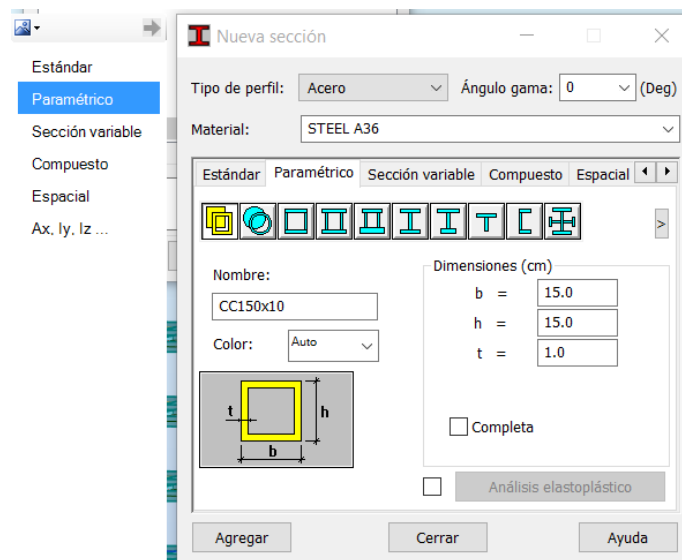 Estándar
Paramétrico
Sección variable
Compuesto
Espacial
Ax, Iy, Iz ...
Nueva sección
Tipo de perfil: Acero Ángulo gama: 0 (Deg)
Material: STEEL A36
Estándar Paramétrico Sección variable Compuesto Espacial
>
Nombre:
CC150x10
Color: Auto
Dimensiones (cm)
b = 15.0
h = 15.0
t = 1.0
t h
b
Completa
Análisis elastoplástico
Agregar Cerrar Ayuda